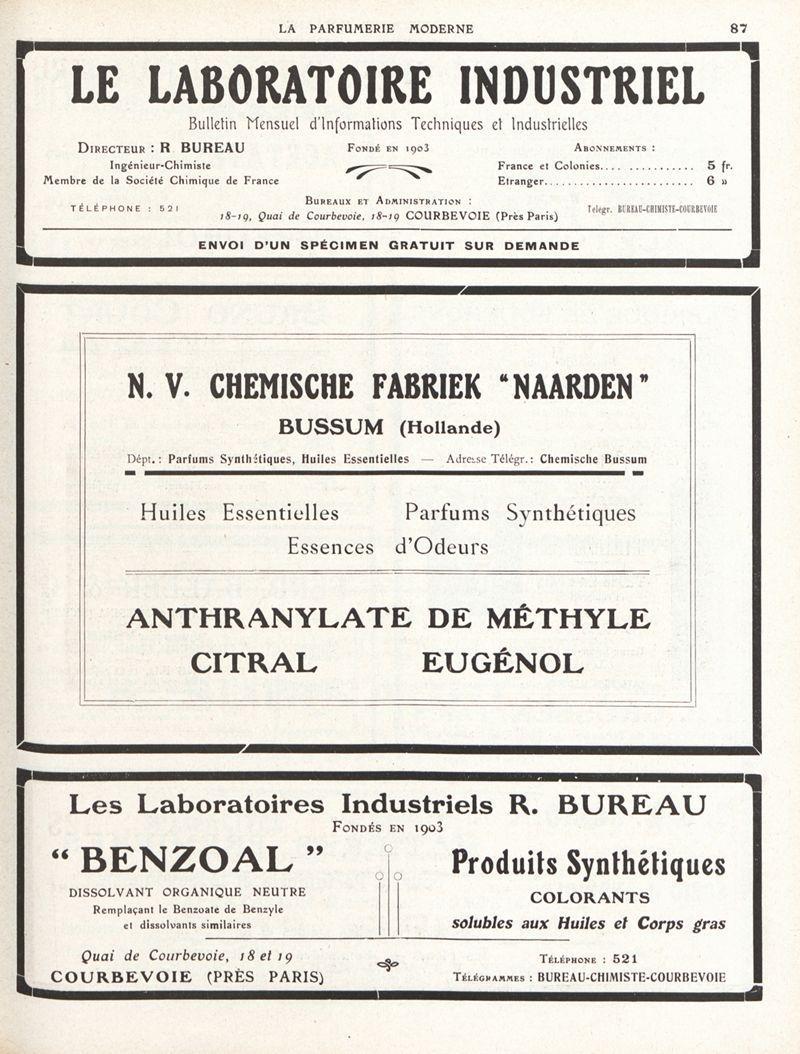 LA PARFUMERIE MODERNE 87
LE LABORATOIRE INDUSTRIEL
Bulletin Mensuel d'Informations Techniques et Industrielles
DIRECTEUR : R BUREAU
Ingénieur-Chimiste
Membre de la Société Chimique de France
TÉLÉPHONE : 521
FONDÉ EN 1903
ABONNEMENTS :
France et Colonies................ 5 fr.
Etranger........................ 6 »
BUREAUX ET ADMINISTRATION :
18-19, Quai de Courbevoie, 18-19 COURBEVOIE (Près Paris)
Telegr. BUREAU-CHIMISTE-COURBEVOIE
ENVOI D'UN SPÉCIMEN GRATUIT SUR DEMANDE
N. V. CHEMISCHE FABRIEK "NAARDEN"
BUSSUM (Hollande)
Dépt. : Parfums Synthétiques, Huiles Essentielles — Adresse Télégr. : Chemische Bussum
Huiles Essentielles Parfums Synthétiques
Essences d'Odeurs
ANTHRANYLATE DE MÉTHYLE
CITRAL EUGÉNOL
Les Laboratoires Industriels R. BUREAU
FONDÉS EN 1903
"BENZOAL"
DISSOLVANT ORGANIQUE NEUTRE
Remplaçant le Benzoate de Benzyle
et dissolvants similaires
Produits Synthétiques
COLORANTS
solubles aux Huiles et Corps gras
Quai de Courbevoie, 18 et 19
COURBEVOIE (PRÈS PARIS)
TÉLÉPHONE : 521
TÉLÉGRAMMES : BUREAU-CHIMISTE-COURBEVOIE